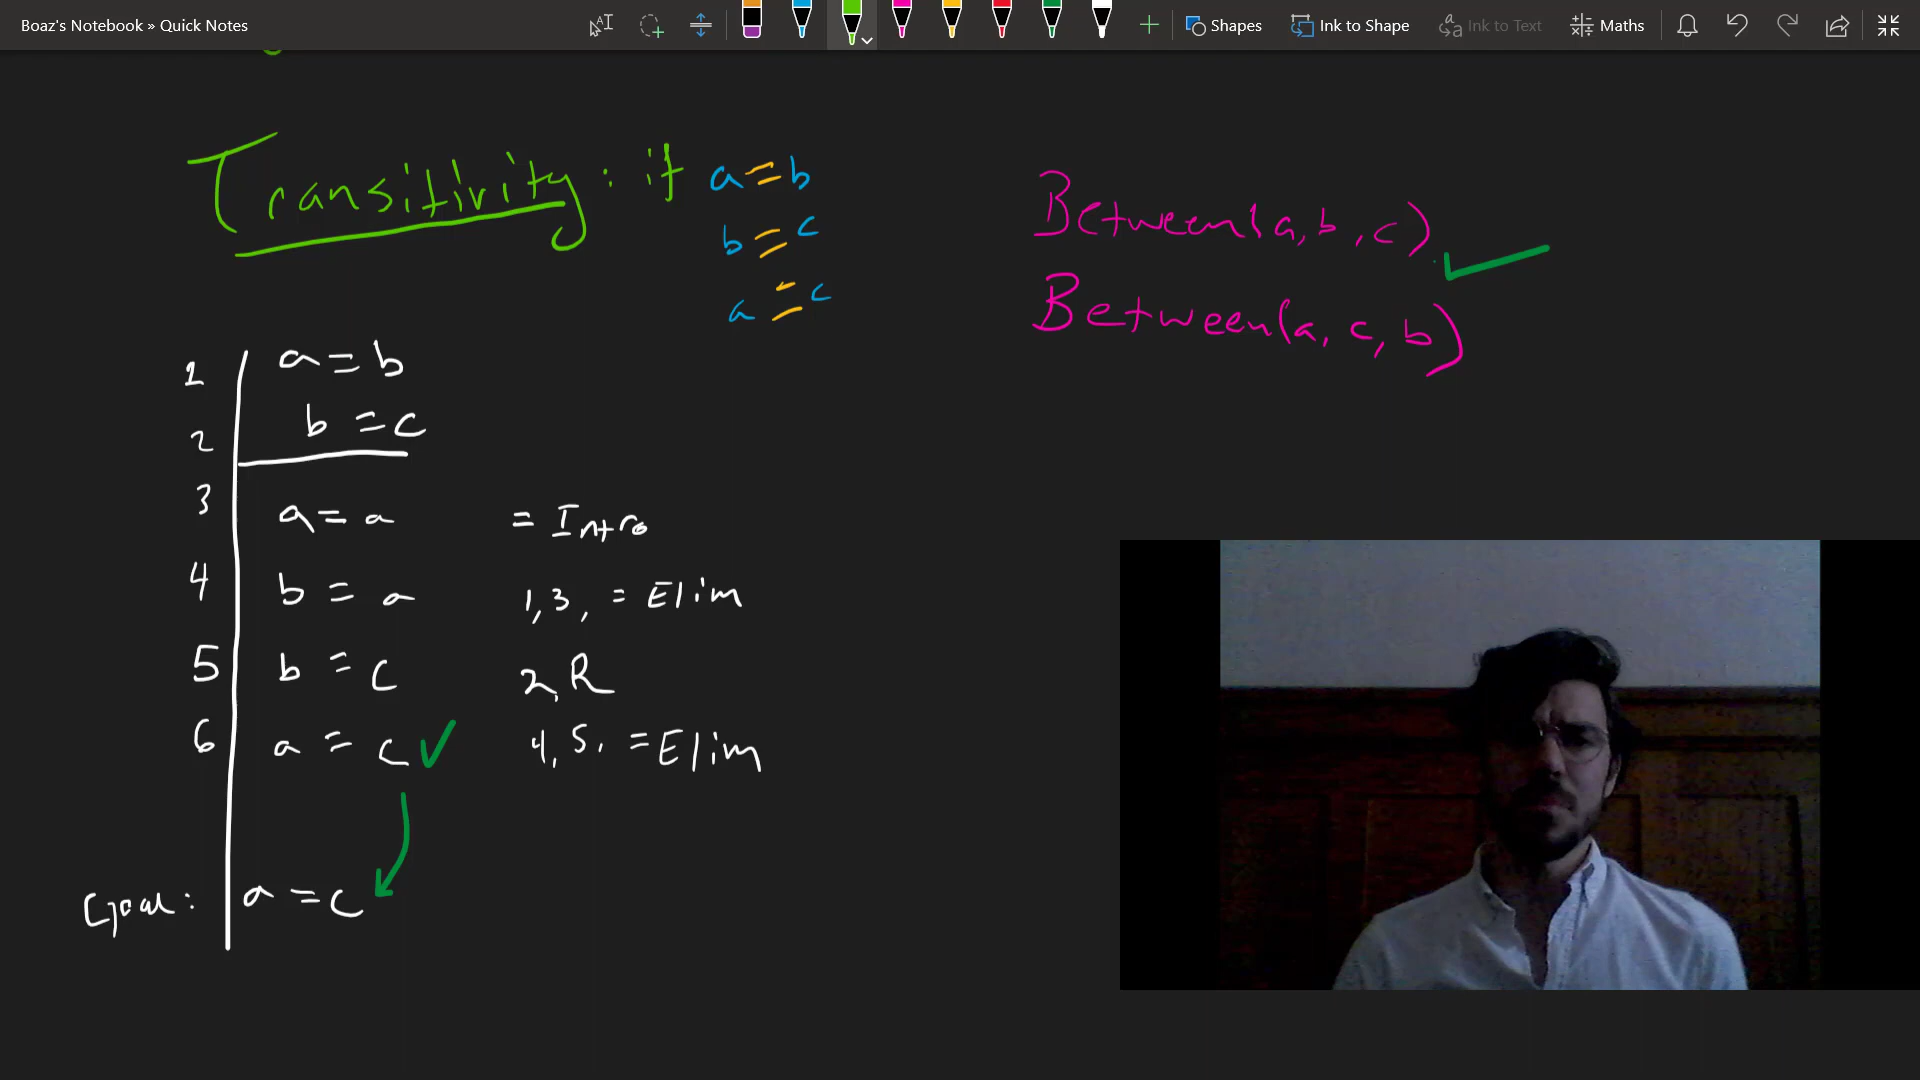 Boaz's Notebook » Quick Notes
Shapes
Ink to Shape
Ink to Text
Maths
Transitivity: if a = b
b = c
a = c
Between(a, b, c)
Between(a, c, b)
1 a = b
2 b = c
3 a = a = Intro
4 b = a 1,3, = Elim
5 b = c 2, R
6 a = c ✓ 4, 5, = Elim
Goal: a = c